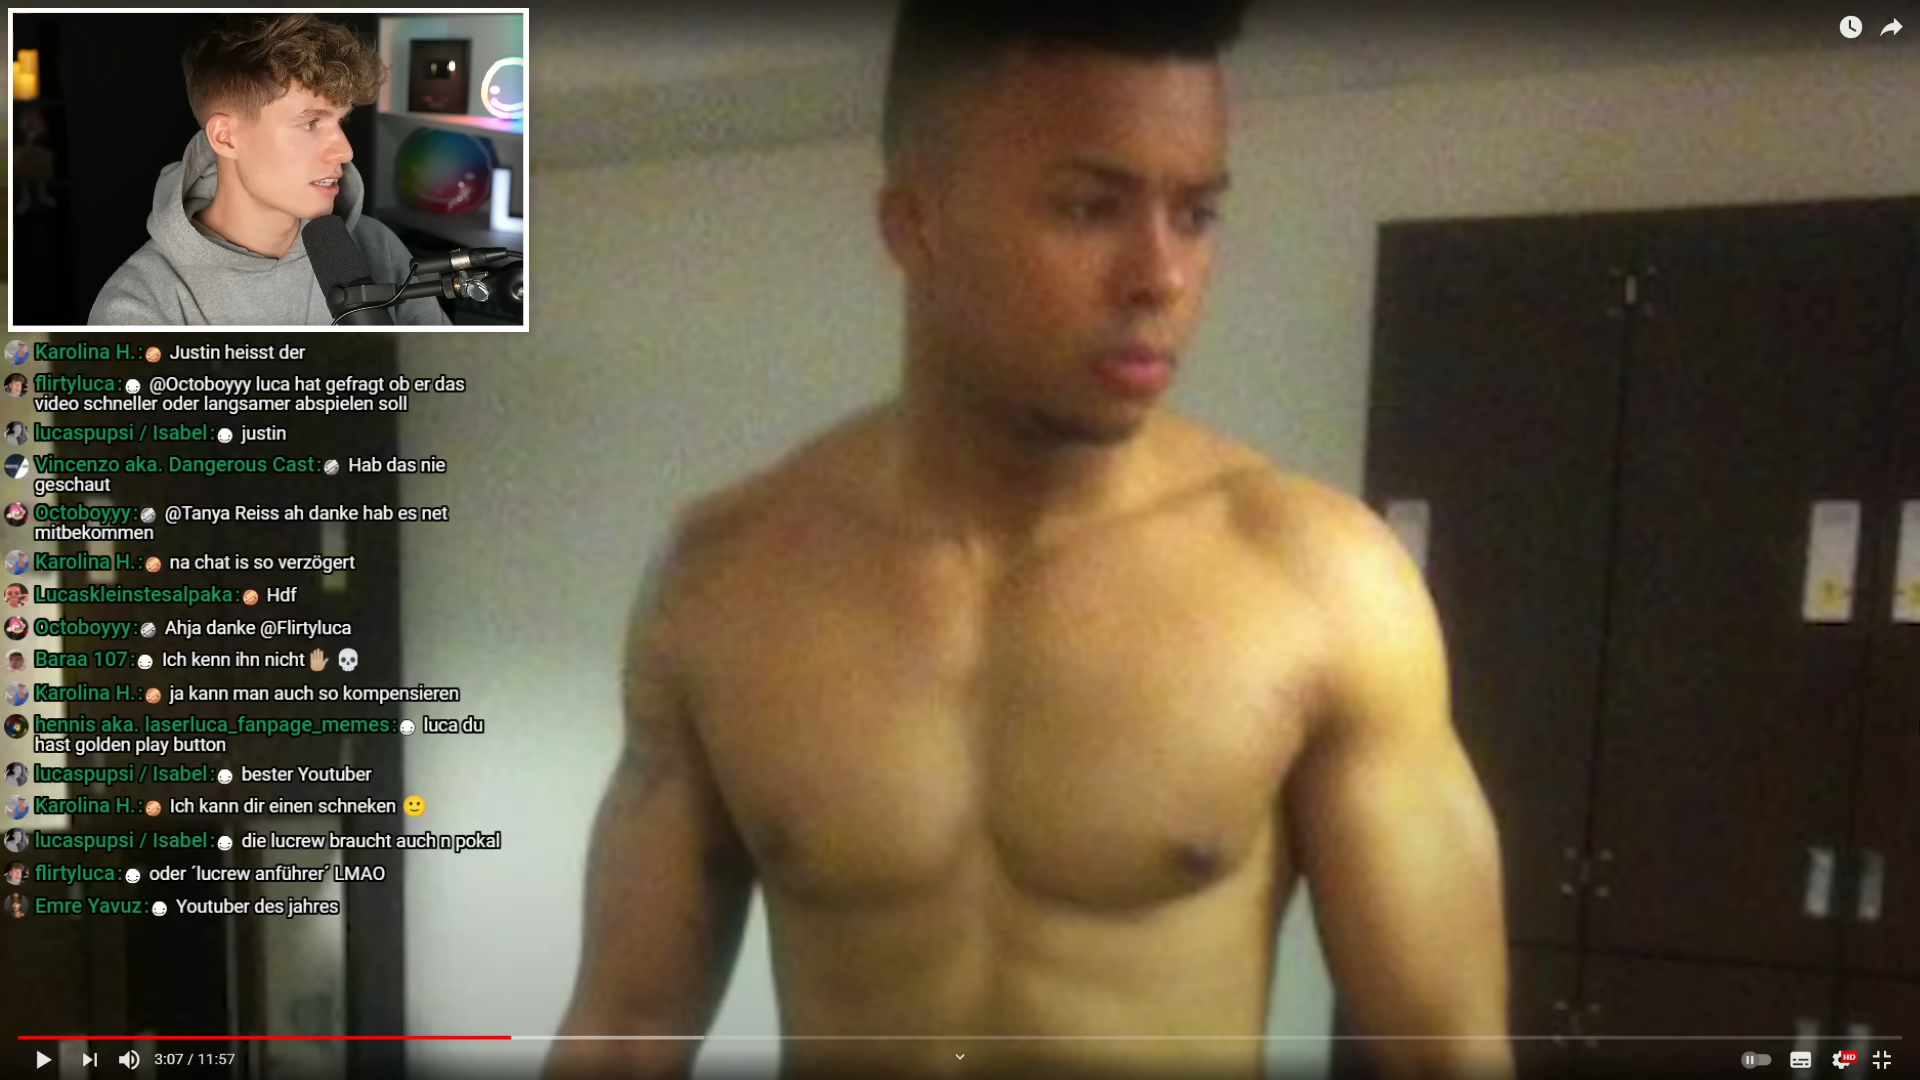 Karolina H.: Justin heisst der
flirtyluca: @Octoboyyy luca hat gefragt ob er das
video schneller oder langsamer abspielen soll
lucaspupsi / Isabel: justin
Vincenzo aka. Dangerous Cast: Hab das nie
geschaut
Octoboyyy: @Tanya Reiss ah danke hab es net
mitbekommen
Karolina H.: na chat is so verzögert
Lucaskleinstesalpaka: Hdf
Octoboyyy: Ahja danke @Flirtyluca
Baraa 107: Ich kenn ihn nicht✋🏼 💀
Karolina H.: ja kann man auch so kompensieren
hennis aka. laserluca_fanpage_memes: luca du
hast golden play button
lucaspupsi / Isabel: bester Youtuber
Karolina H.: Ich kann dir einen schneken 🙂
lucaspupsi / Isabel: die lucrew braucht auch n pokal
flirtyluca: oder ´lucrew anführer´ LMAO
Emre Yavuz: Youtuber des jahres
3:07 / 11:57
HD